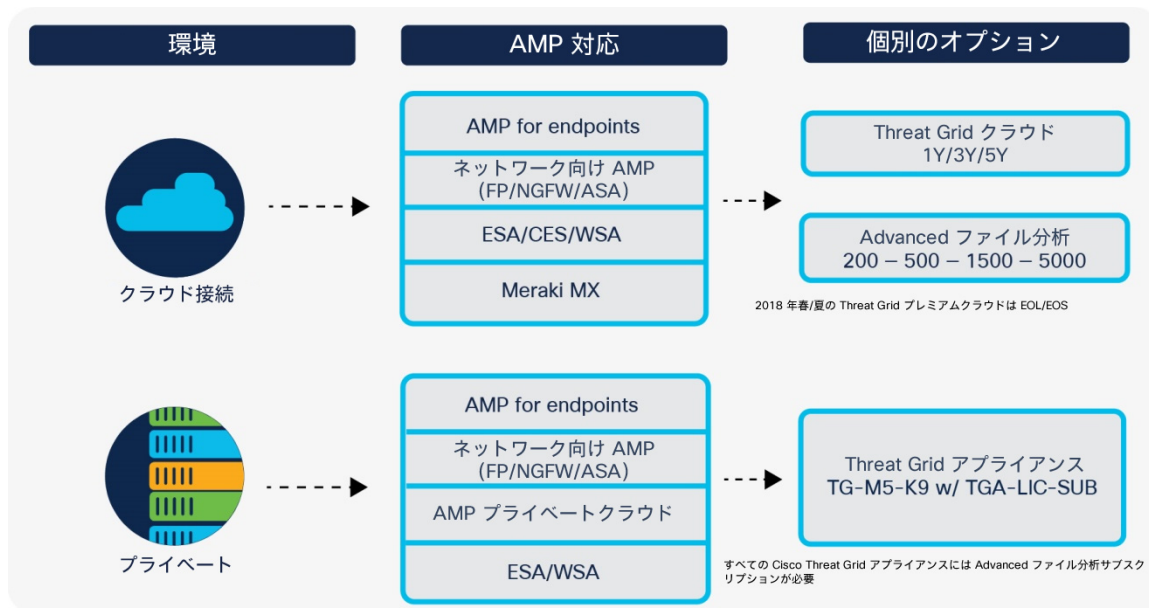 環境
AMP 対応
個別のオプション
クラウド接続
AMP for endpoints
ネットワーク向け AMP
(FP/NGFW/ASA)
ESA/CES/WSA
Meraki MX
Threat Grid クラウド
1Y/3Y/5Y
Advanced ファイル分析
200 – 500 – 1500 – 5000
2018 年春/夏の Threat Grid プレミアムクラウドは EOL/EOS
プライベート
AMP for endpoints
ネットワーク向け AMP
(FP/NGFW/ASA)
AMP プライベートクラウド
ESA/WSA
Threat Grid アプライアンス
TG-M5-K9 w/ TGA-LIC-SUB
すべての Cisco Threat Grid アプライアンスには Advanced ファイル分析サブスク
リプションが必要